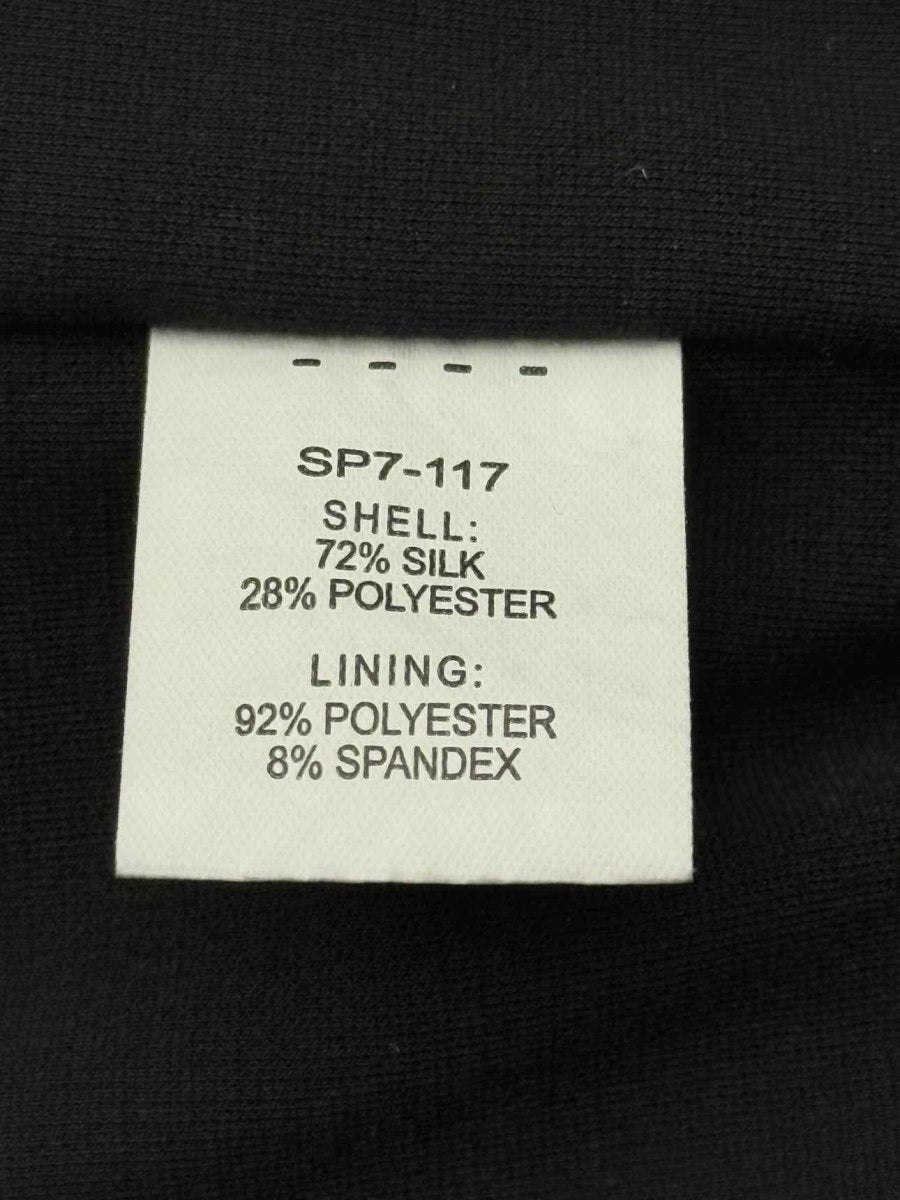 SP7-117
SHELL:
72% SILK
28% POLYESTER
LINING:
92% POLYESTER
8% SPANDEX